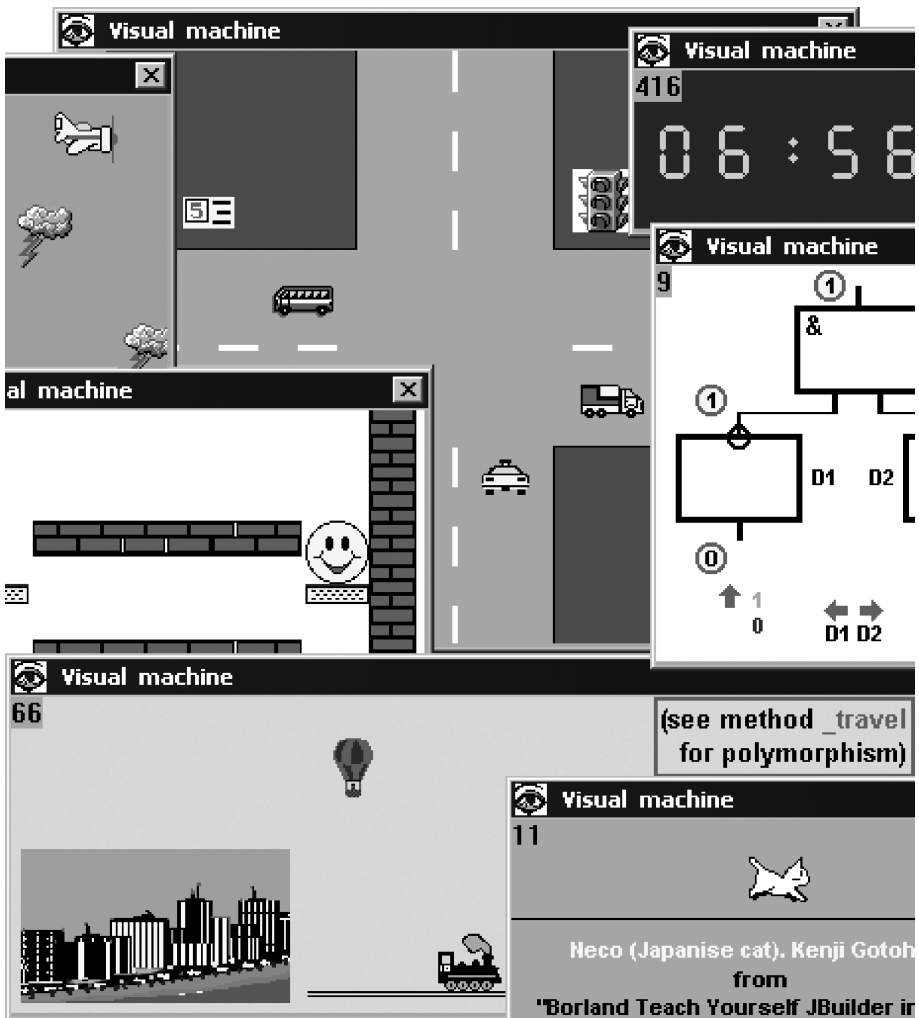 Visual machine
Visual machine
416
06:56
5
Visual machine
9
1
&
1
D1 D2
0
1
0
D1 D2
al machine
Visual machine
66
(see method _travel
for polymorphism)
Visual machine
11
Neco (Japanise cat). Kenji Gotoh
from
"Borland Teach Yourself JBuilder in